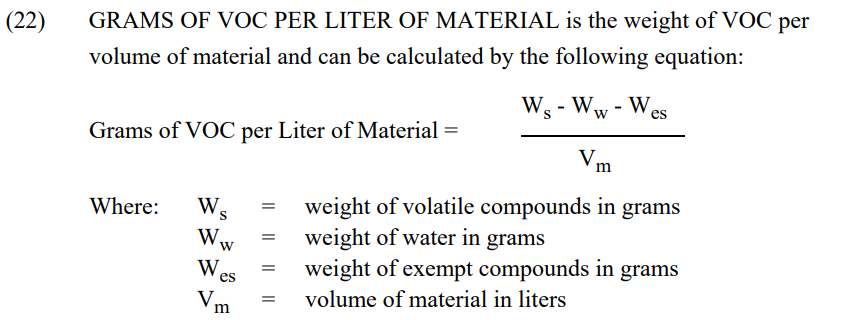 (22) GRAMS OF VOC PER LITER OF MATERIAL is the weight of VOC per
volume of material and can be calculated by the following equation:
Grams of VOC per Liter of Material = 
Ws - Ww - Wes
Vm
Where: Ws = weight of volatile compounds in grams
Ww = weight of water in grams
Wes = weight of exempt compounds in grams
Vm = volume of material in liters